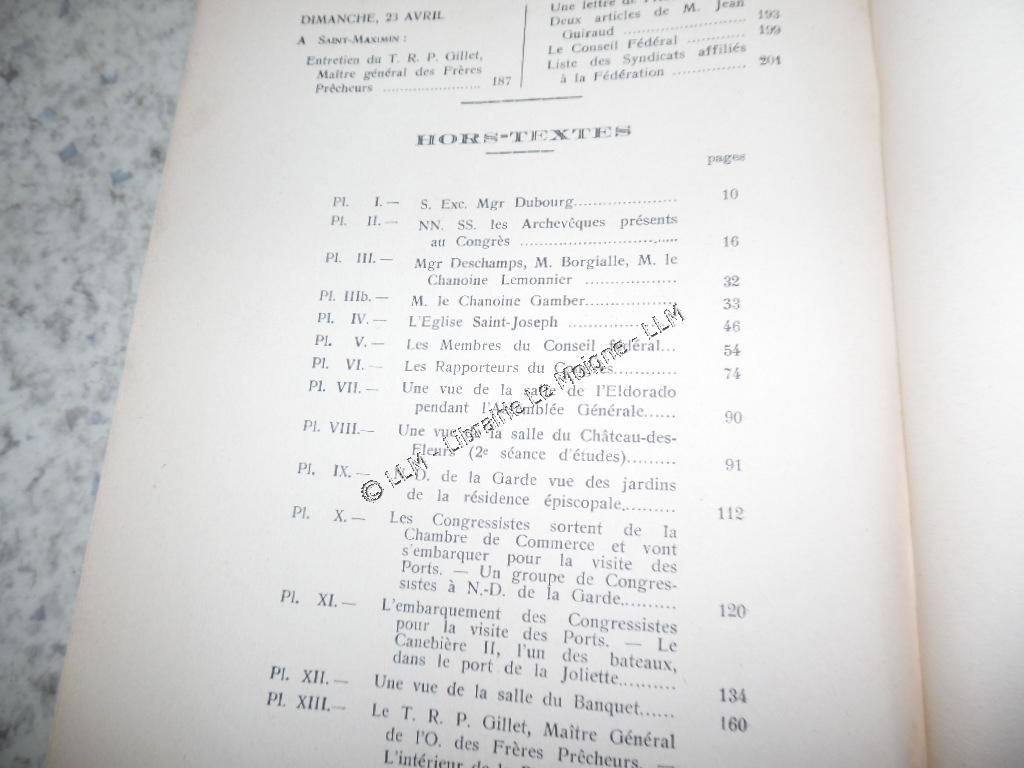 DIMANCHE, 23 AVRIL
A SAINT-MAXIMIN :
Entretien du T. R. P. Gillet,
Maître général des Frères
Prêcheurs ..................... 187
Une lettre de
Deux articles de M. Jean
Guiraud ................ 193
Le Conseil Fédéral ........... 199
Liste des Syndicats affiliés
à la Fédération .............. 201
HORS-TEXTES
pages
Pl. I.— S. Exc. Mgr Dubourg..................... 10
Pl. II.— NN. SS. les Archevêques présents
au Congrès ................................ 16
Pl. III.— Mgr Deschamps, M. Borgialle, M. le
Chanoine Lemonnier .................. 32
Pl. IIIb.— M. le Chanoine Gamber.................. 33
Pl. IV.— L'Eglise Saint-Joseph ..................... 46
Pl. V.— Les Membres du Conseil Fédéral... 54
Pl. VI.— Les Rapporteurs du Congrès............ 74
Pl. VII.— Une vue de la salle de l'Eldorado
pendant l'Assemblée Générale...... 90
Pl. VIII.— Une vue de la salle du Château-des-
Fleurs (2e séance d'études)......... 91
Pl. IX.— N.-D. de la Garde vue des jardins
de la résidence épiscopale.......... 112
Pl. X.— Les Congressistes sortent de la
Chambre de Commerce et vont
s'embarquer pour la visite des
Ports. — Un groupe de Congres-
sistes à N.-D. de la Garde.......... 120
Pl. XI.— L'embarquement des Congressistes
pour la visite des Ports. — Le
Canebière II, l'un des bateaux,
dans le port de la Joliette.......... 134
Pl. XII.— Une vue de la salle du Banquet...... 160
Pl. XIII.— Le T. R. P. Gillet, Maître Général
de l'O. des Frères Prêcheurs. —
L'intérieur de la
© LLM - Librairie Le Moigne - LLM